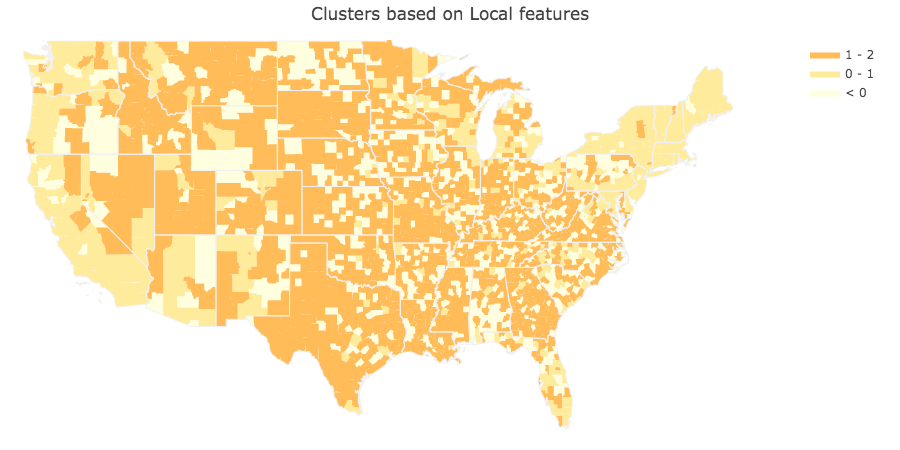 Clusters based on Local features
1 - 2
0 - 1
< 0